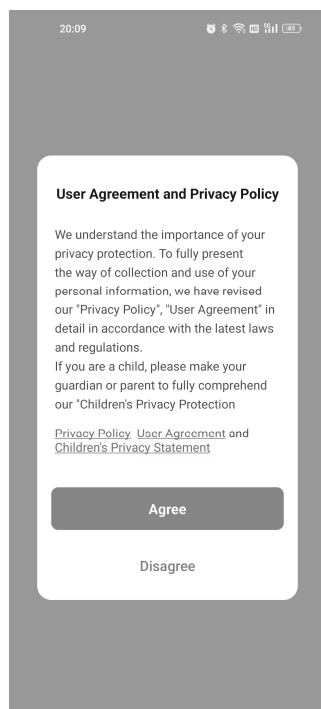 20:09
HD 5G 49
User Agreement and Privacy Policy
We understand the importance of your
privacy protection. To fully present
the way of collection and use of your
personal information, we have revised
our "Privacy Policy", "User Agreement" in
detail in accordance with the latest laws
and regulations.
If you are a child, please make your
guardian or parent to fully comprehend
our "Children's Privacy Protection
Privacy Policy User Agreement and
Children's Privacy Statement
Agree
Disagree